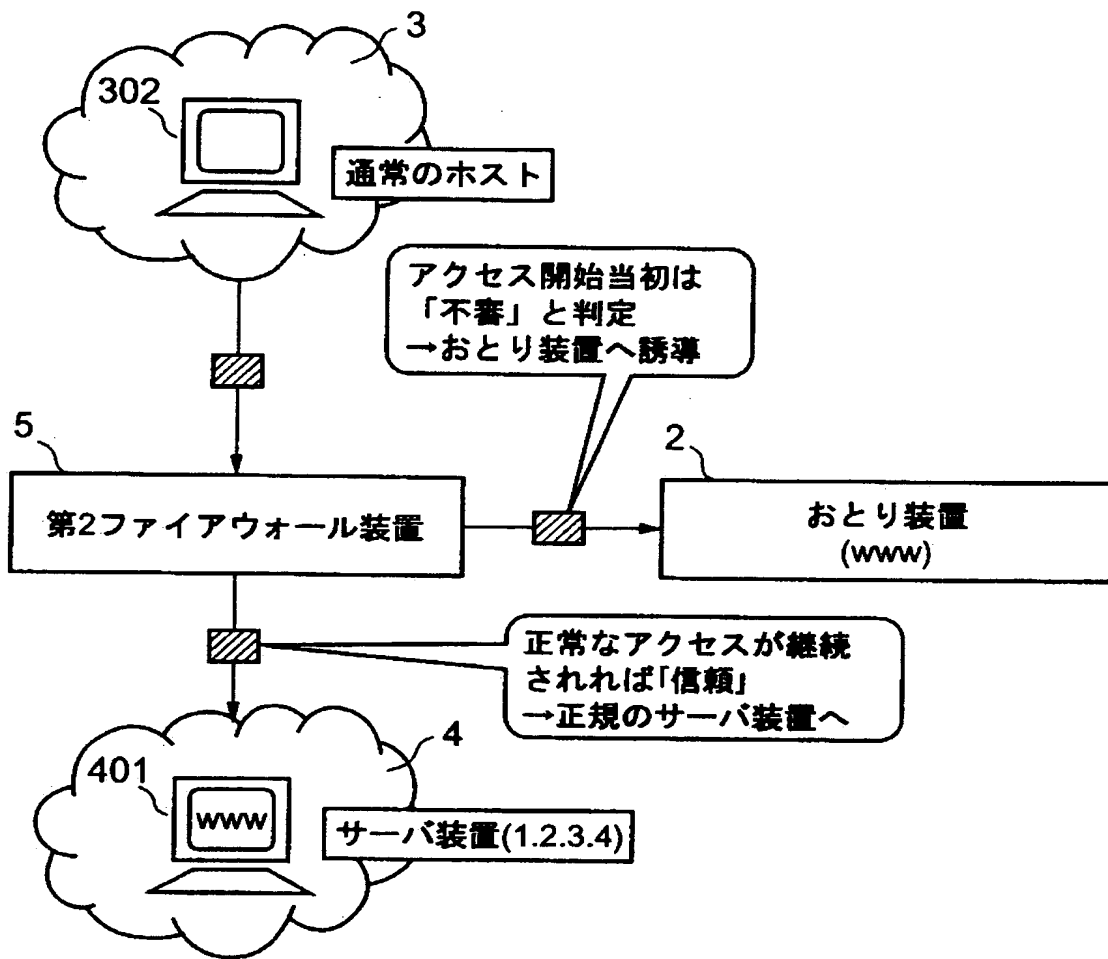 3
302
通常のホスト
アクセス開始当初は
「不審」と判定
→おとり装置へ誘導
5
2
第2ファイアウォール装置
おとり装置
(www)
正常なアクセスが継続
されれば「信頼」
→正規のサーバ装置へ
4
401
www
サーバ装置(1.2.3.4)